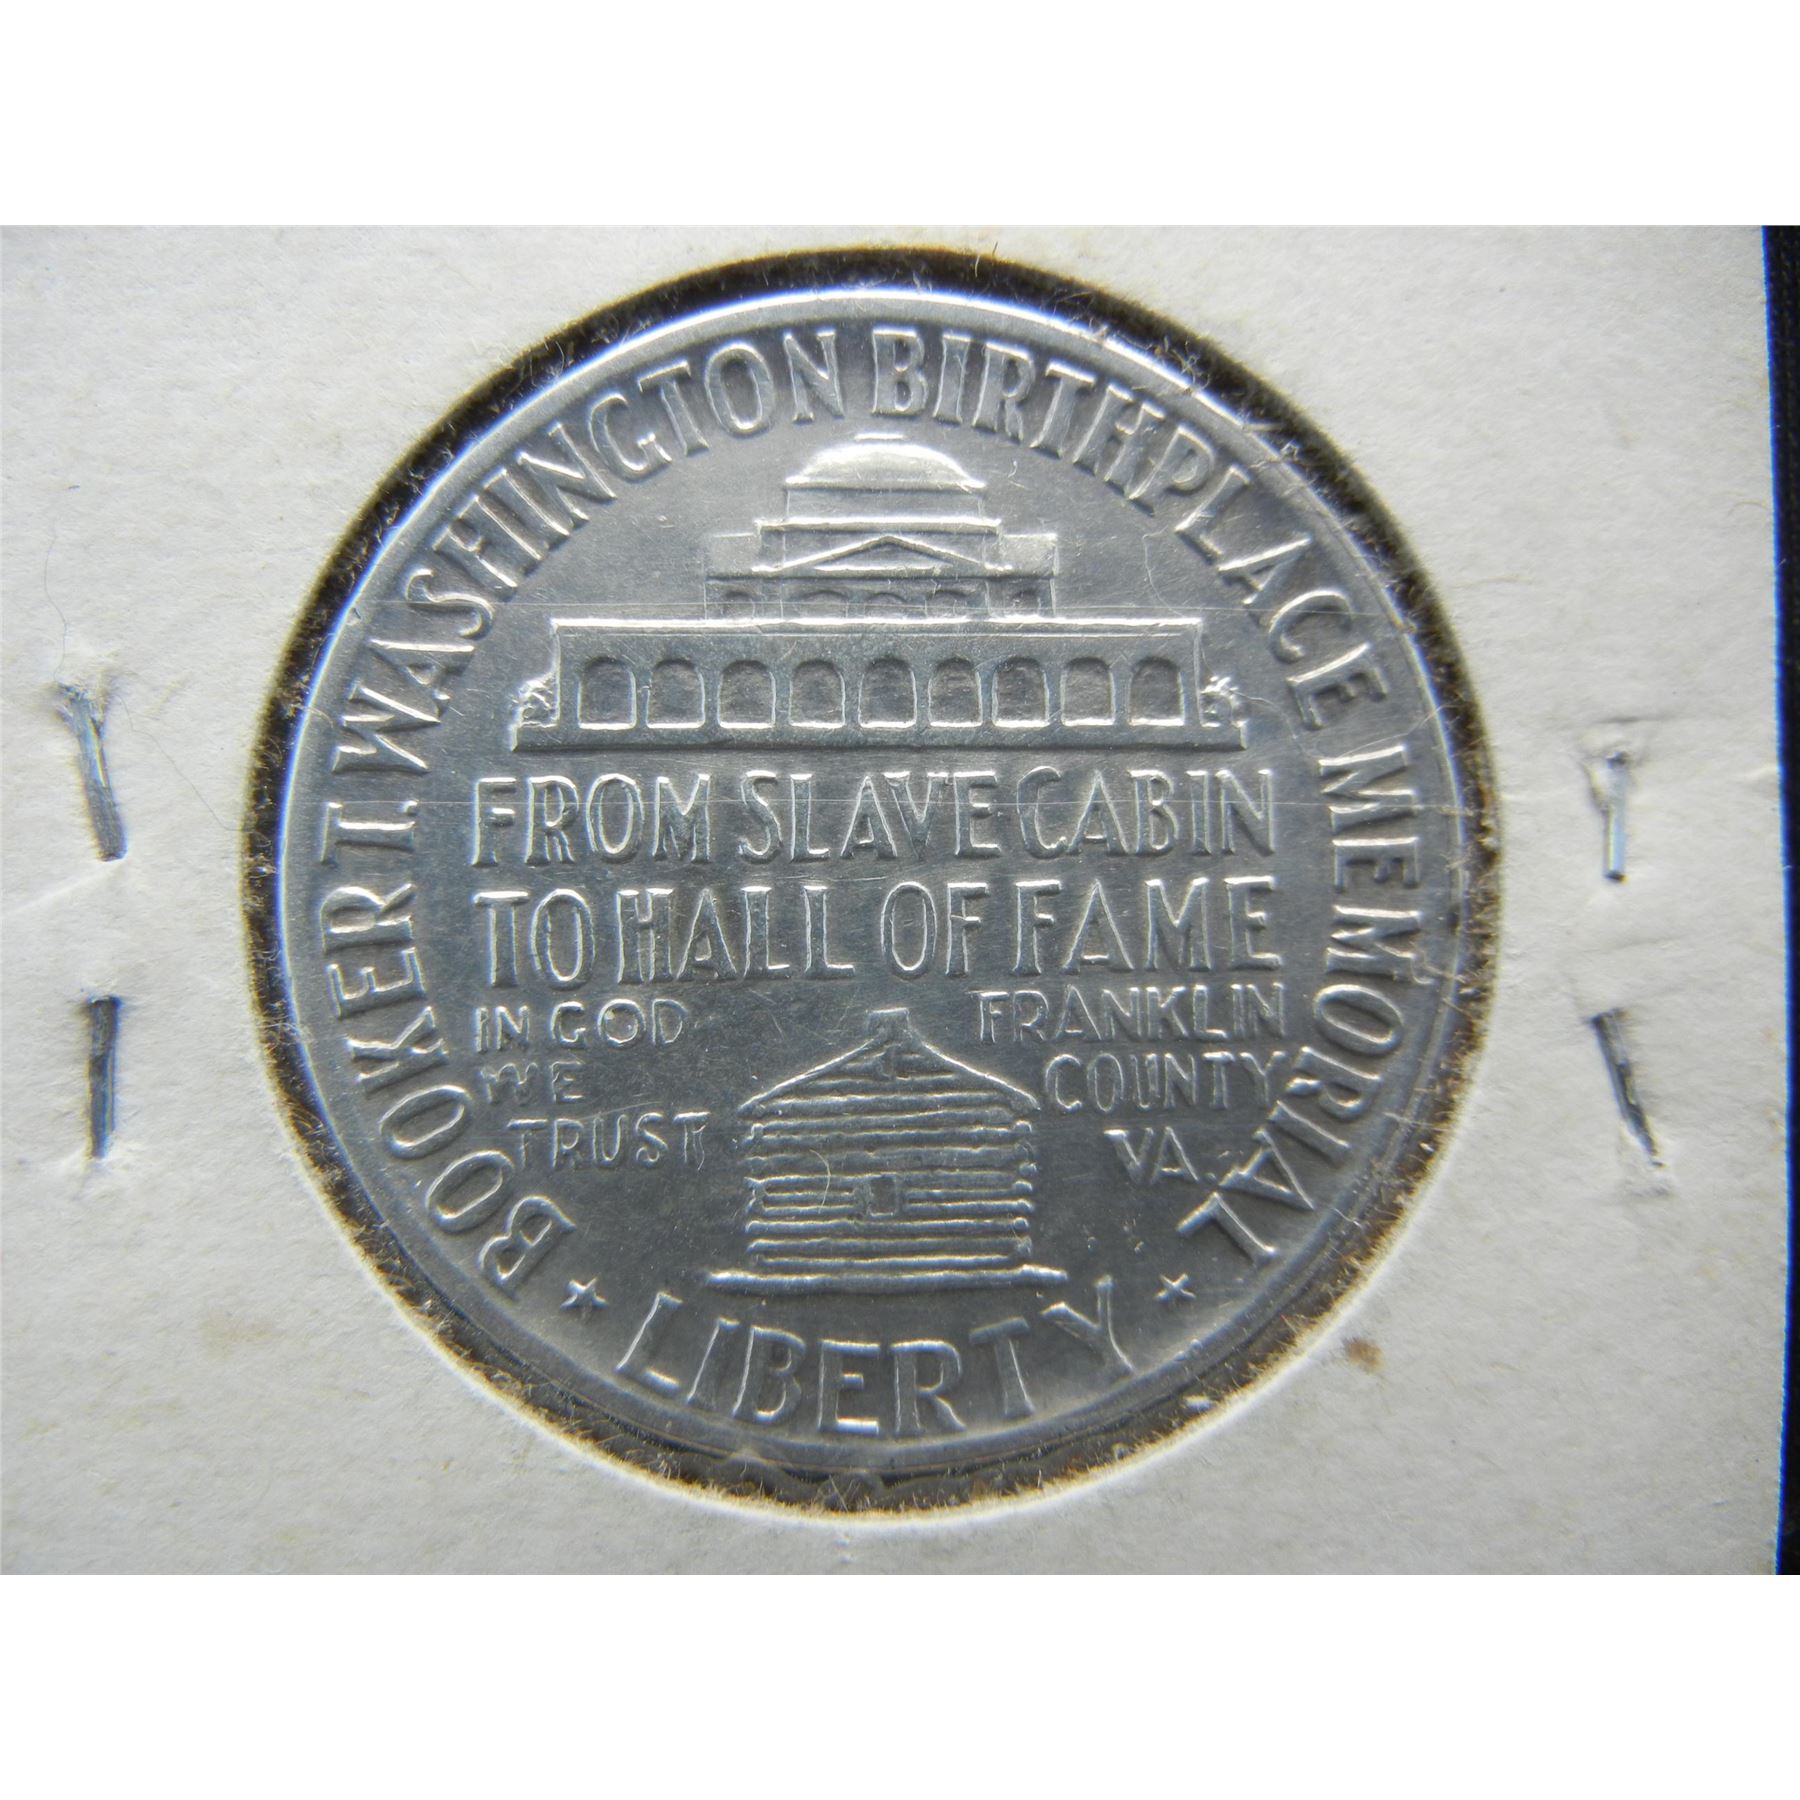 BOOKER T. WASHINGTON BIRTHPLACE MEMORIAL
FROM SLAVE CABIN
TO HALL OF FAME
IN GOD
WE
TRUST
FRANKLIN
COUNTY
VA.
LIBERTY